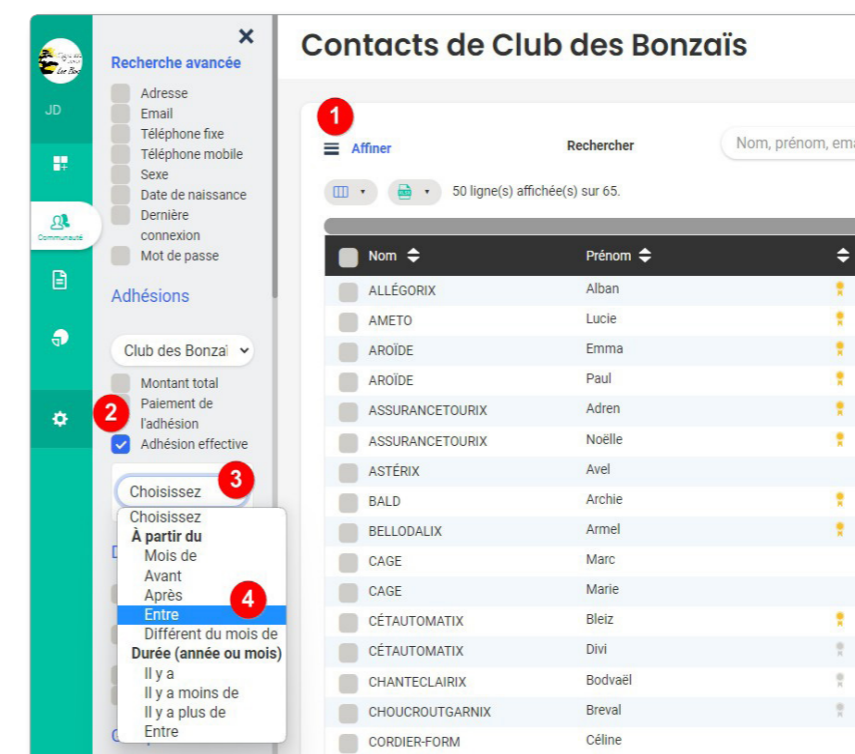 Contacts de Club des Bonzaïs
JD
Communauté
Recherche avancée
Adresse
Email
Téléphone fixe
Téléphone mobile
Sexe
Date de naissance
Dernière
connexion
Mot de passe
Adhésions
Club des Bonzaï
Montant total
2
Paiement de
l'adhésion
Adhésion effective
3
Choisissez
Choisissez
À partir du
Mois de
Avant
Après
4
Entre
Différent du mois de
Durée (année ou mois)
Il y a
Il y a moins de
Il y a plus de
Entre
1
Affiner
Rechercher
Nom, prénom, ema
50 ligne(s) affichée(s) sur 65.
Nom Prénom
ALLÉGORIX Alban
AMETO Lucie
AROÏDE Emma
AROÏDE Paul
ASSURANCETOURIX Adren
ASSURANCETOURIX Noëlle
ASTÉRIX Avel
BALD Archie
BELLODALIX Armel
CAGE Marc
CAGE Marie
CÉTAUTOMATIX Bleiz
CÉTAUTOMATIX Divi
CHANTECLAIRIX Bodvaël
CHOUCROUTGARNIX Breval
CORDIER-FORM Céline